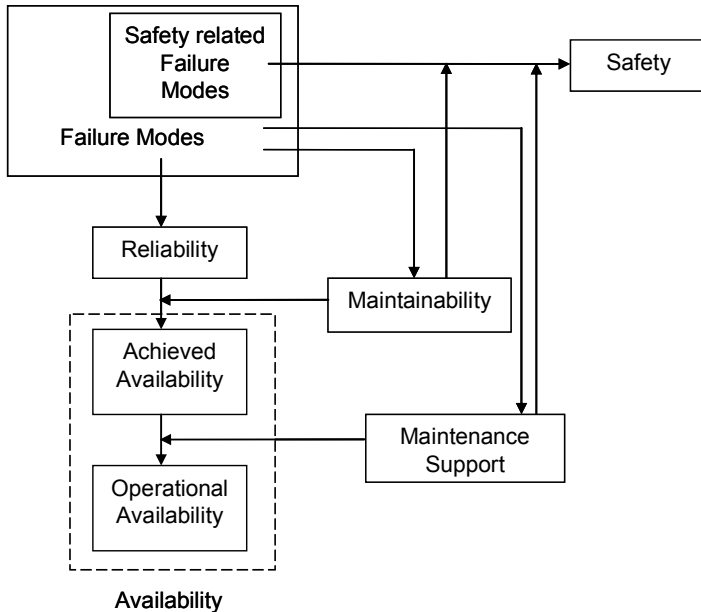 Safety related
Failure
Modes
Safety
Failure Modes
Reliability
Maintainability
Achieved
Availability
Maintenance
Support
Operational
Availability
Availability